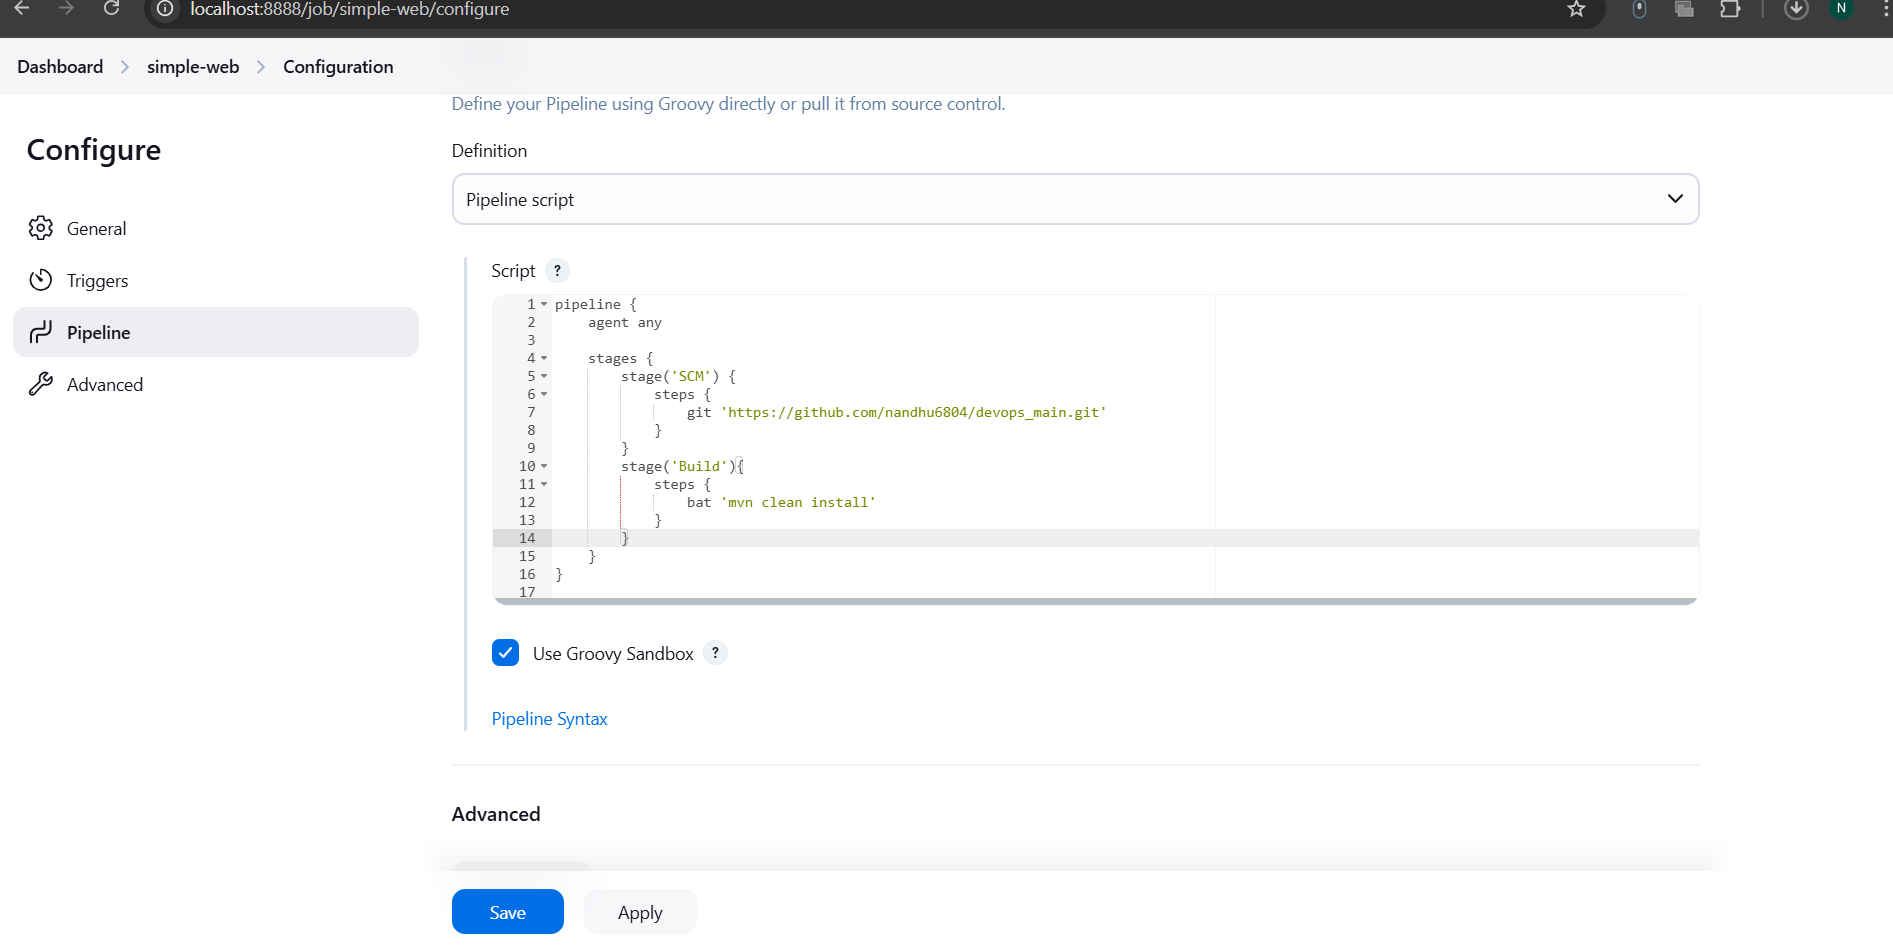 localhost:8888/job/simple-web/configure
N
Dashboard > simple-web > Configuration
Configure
General
Triggers
Pipeline
Advanced
Define your Pipeline using Groovy directly or pull it from source control.
Definition
Pipeline script
Script ?
1 pipeline {
2     agent any
3
4     stages {
5         stage('SCM') {
6             steps {
7                 git 'https://github.com/nandhu6804/devops_main.git'
8             }
9         }
10         stage('Build'){
11             steps {
12                 bat 'mvn clean install'
13             }
14         }
15     }
16 }
17
Use Groovy Sandbox ?
Pipeline Syntax
Advanced
Save
Apply